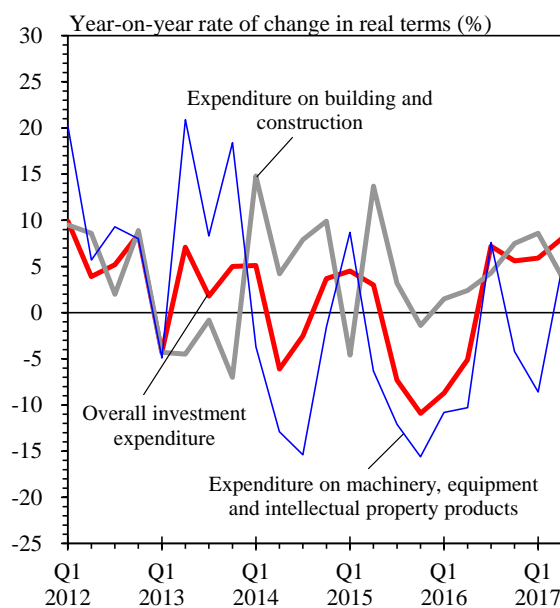 Year-on-year rate of change in real terms (%)
30
25
20
15
10
5
0
-5
-10
-15
-20
-25
Expenditure on building and
construction
Overall investment
expenditure
Expenditure on machinery, equipment
and intellectual property products
Q1 Q1 Q1 Q1 Q1 Q1
2012 2013 2014 2015 2016 2017